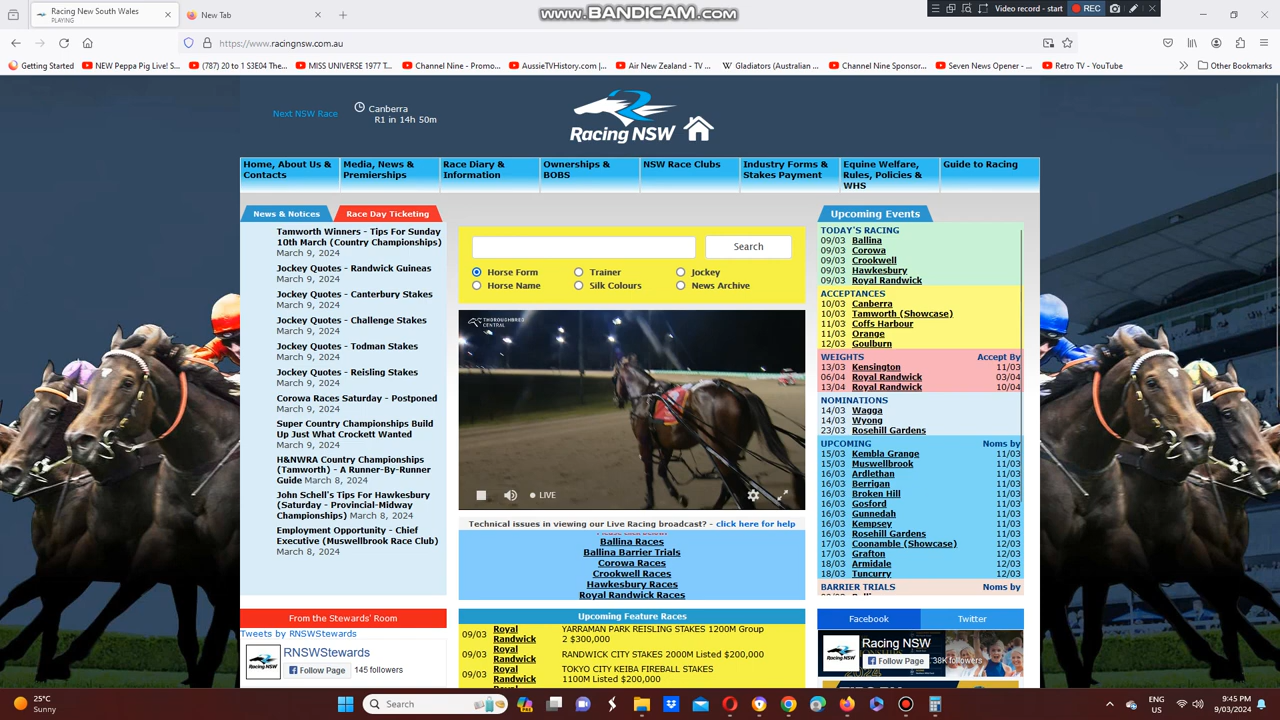 Racing New South Wales
PLAYING
New Tab
www.BANDICAM.com
Video record - start
REC
https://www.racingnsw.com.au
Getting Started
NEW Peppa Pig Live! S...
(787) 20 to 1 S3E04 The...
MISS UNIVERSE 1977 T...
Channel Nine - Promo...
AussieTVHistory.com |...
Air New Zealand - TV ...
Gladiators (Australian ...
Channel Nine Sponsor...
Seven News Opener - ...
Retro TV - YouTube
Other Bookmarks
Next NSW Race
Canberra
R1 in 14h 50m
Racing NSW
Home, About Us & Contacts
Media, News & Premierships
Race Diary & Information
Ownerships & BOBS
NSW Race Clubs
Industry Forms & Stakes Payment
Equine Welfare, Rules, Policies & WHS
Guide to Racing
News & Notices
Race Day Ticketing
Tamworth Winners - Tips For Sunday
10th March (Country Championships)
March 9, 2024
Jockey Quotes - Randwick Guineas
March 9, 2024
Jockey Quotes - Canterbury Stakes
March 9, 2024
Jockey Quotes - Challenge Stakes
March 9, 2024
Jockey Quotes - Todman Stakes
March 9, 2024
Jockey Quotes - Reisling Stakes
March 9, 2024
Corowa Races Saturday - Postponed
March 9, 2024
Super Country Championships Build
Up Just What Crockett Wanted
March 9, 2024
H&NWRA Country Championships
(Tamworth) - A Runner-By-Runner
Guide March 8, 2024
John Schell's Tips For Hawkesbury
(Saturday - Provincial-Midway
Championships) March 8, 2024
Employment Opportunity - Chief
Executive (Muswellbrook Race Club)
March 8, 2024
From the Stewards' Room
Tweets by RNSWStewards
RNSWStewards
Follow Page
145 followers
Search
Horse Form
Trainer
Jockey
Horse Name
Silk Colours
News Archive
THOROUGHBRED
CENTRAL
LIVE
Technical issues in viewing our Live Racing broadcast? - click here for help
Ballina Races
Ballina Barrier Trials
Corowa Races
Crookwell Races
Hawkesbury Races
Royal Randwick Races
Upcoming Feature Races
09/03 Royal Randwick YARRAMAN PARK REISLING STAKES 1200M Group 2 $300,000
09/03 Royal Randwick RANDWICK CITY STAKES 2000M Listed $200,000
09/03 Royal Randwick TOKYO CITY KEIBA FIREBALL STAKES 1100M Listed $200,000
Royal
Upcoming Events
TODAY'S RACING
09/03 Ballina
09/03 Corowa
09/03 Crookwell
09/03 Hawkesbury
09/03 Royal Randwick
ACCEPTANCES
10/03 Canberra
10/03 Tamworth (Showcase)
11/03 Coffs Harbour
11/03 Orange
12/03 Goulburn
WEIGHTS Accept By
13/03 Kensington 11/03
06/04 Royal Randwick 03/04
13/04 Royal Randwick 10/04
NOMINATIONS
14/03 Wagga
14/03 Wyong
23/03 Rosehill Gardens
UPCOMING Noms by
15/03 Kembla Grange 11/03
15/03 Muswellbrook 11/03
16/03 Ardlethan 11/03
16/03 Berrigan 11/03
16/03 Broken Hill 11/03
16/03 Gosford 11/03
16/03 Gunnedah 11/03
16/03 Kempsey 11/03
16/03 Rosehill Gardens 11/03
17/03 Coonamble (Showcase) 12/03
17/03 Grafton 12/03
18/03 Armidale 12/03
18/03 Tuncurry 12/03
BARRIER TRIALS Noms by
Facebook
Twitter
Racing NSW
Follow Page
38K followers
2024
25°C
Sunny
Search
ENG
US
9:45 PM
9/03/2024